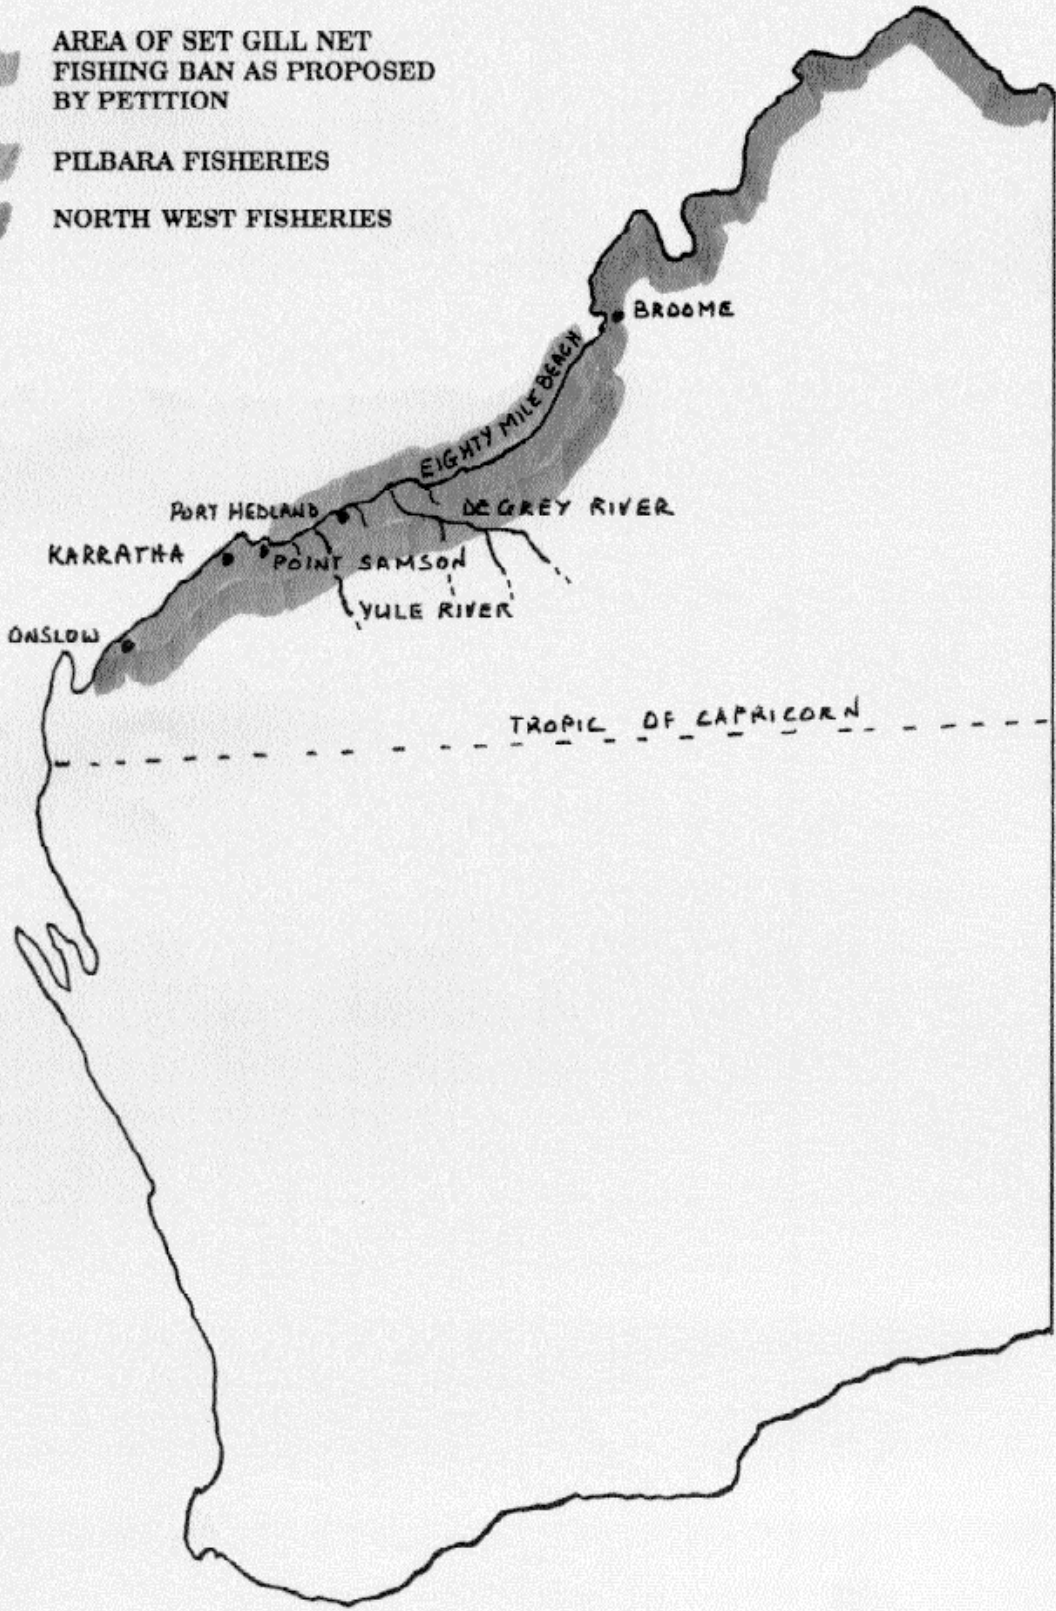 AREA OF SET GILL NET
FISHING BAN AS PROPOSED
BY PETITION
PILBARA FISHERIES
NORTH WEST FISHERIES
BROOME
EIGHTY MILE BEACH
PORT HEDLAND
DE GREY RIVER
KARRATHA
POINT SAMSON
YULE RIVER
ONSLOW
TROPIC OF CAPRICORN